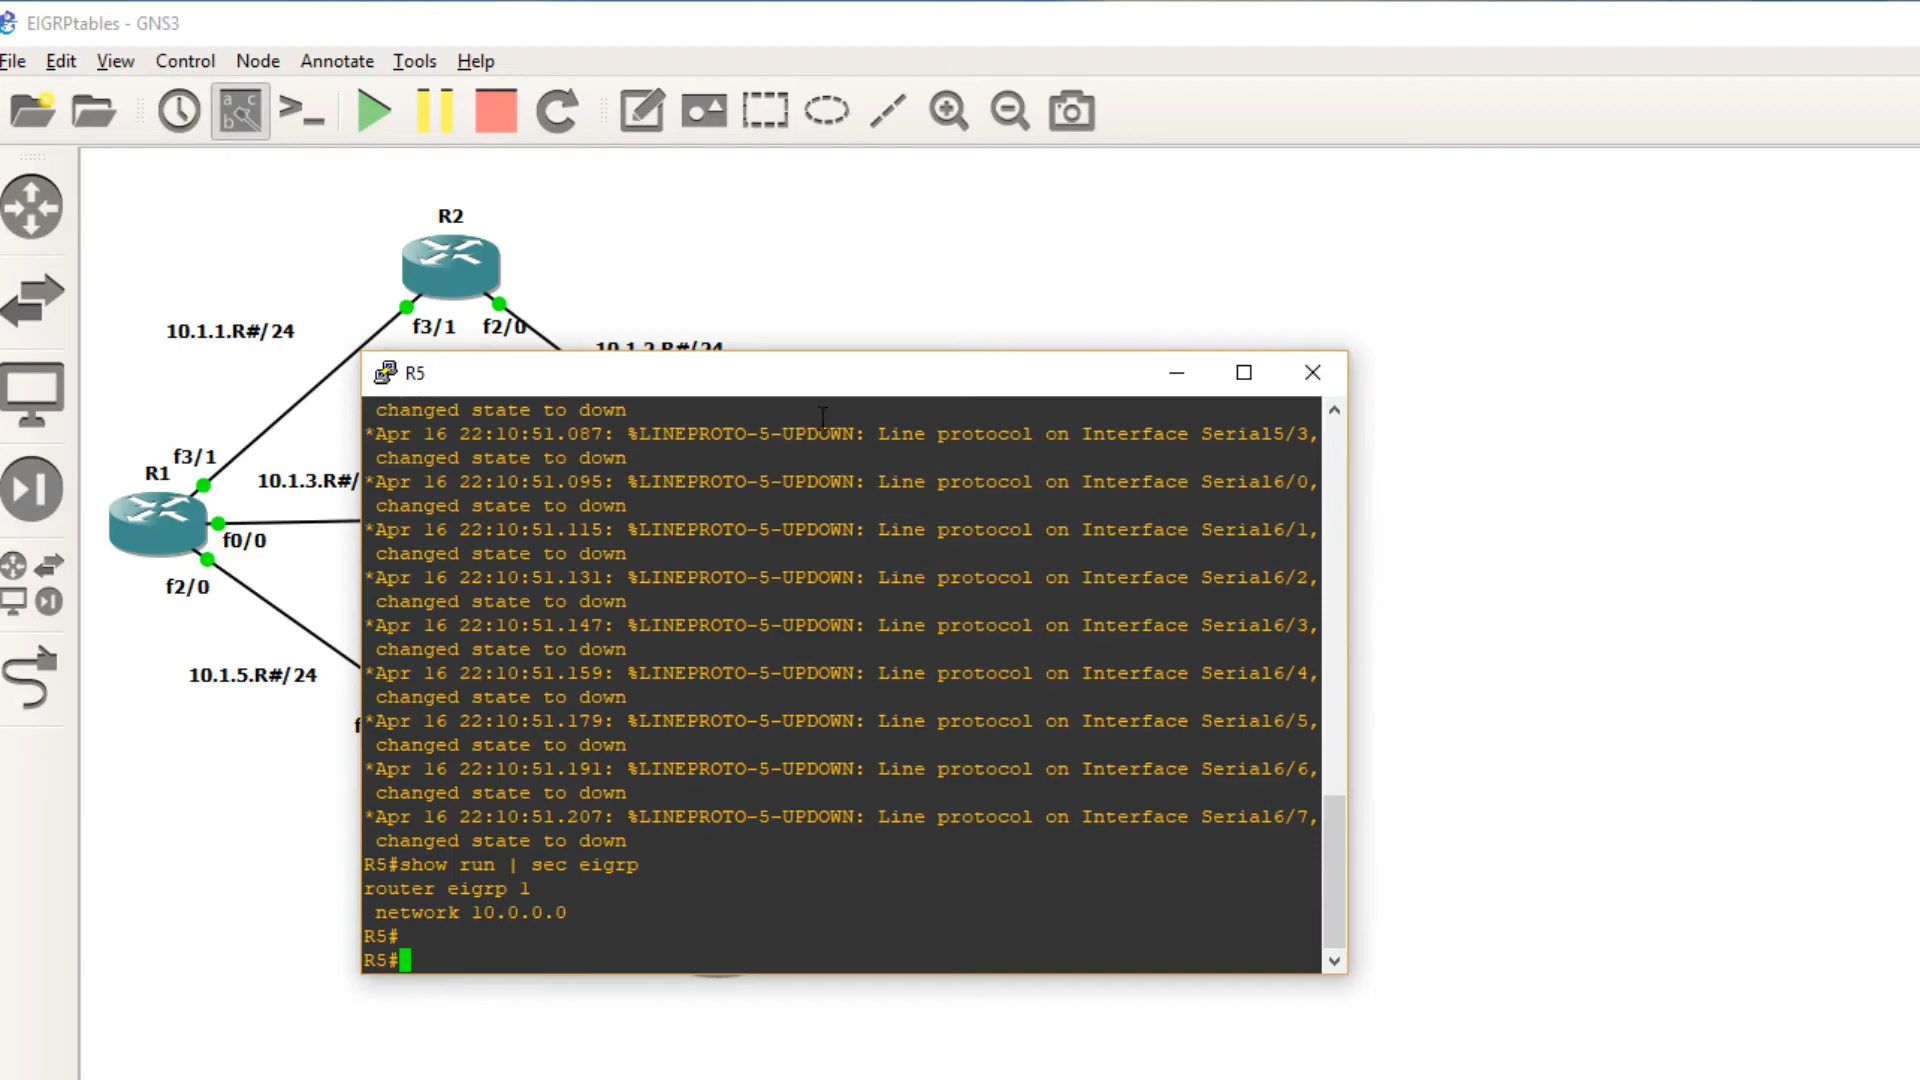 EIGRPtables - GNS3
File Edit View Control Node Annotate Tools Help
R2
f3/1 f2/0
10.1.1.R#/24
10.1.2.R#/24
f3/1
R1
10.1.3.R#/
f0/0
f2/0
10.1.5.R#/24
f
R5
changed state to down
*Apr 16 22:10:51.087: %LINEPROTO-5-UPDOWN: Line protocol on Interface Serial5/3,
changed state to down
*Apr 16 22:10:51.095: %LINEPROTO-5-UPDOWN: Line protocol on Interface Serial6/0,
changed state to down
*Apr 16 22:10:51.115: %LINEPROTO-5-UPDOWN: Line protocol on Interface Serial6/1,
changed state to down
*Apr 16 22:10:51.131: %LINEPROTO-5-UPDOWN: Line protocol on Interface Serial6/2,
changed state to down
*Apr 16 22:10:51.147: %LINEPROTO-5-UPDOWN: Line protocol on Interface Serial6/3,
changed state to down
*Apr 16 22:10:51.159: %LINEPROTO-5-UPDOWN: Line protocol on Interface Serial6/4,
changed state to down
*Apr 16 22:10:51.179: %LINEPROTO-5-UPDOWN: Line protocol on Interface Serial6/5,
changed state to down
*Apr 16 22:10:51.191: %LINEPROTO-5-UPDOWN: Line protocol on Interface Serial6/6,
changed state to down
*Apr 16 22:10:51.207: %LINEPROTO-5-UPDOWN: Line protocol on Interface Serial6/7,
changed state to down
R5#show run | sec eigrp
router eigrp 1
network 10.0.0.0
R5#
R5#